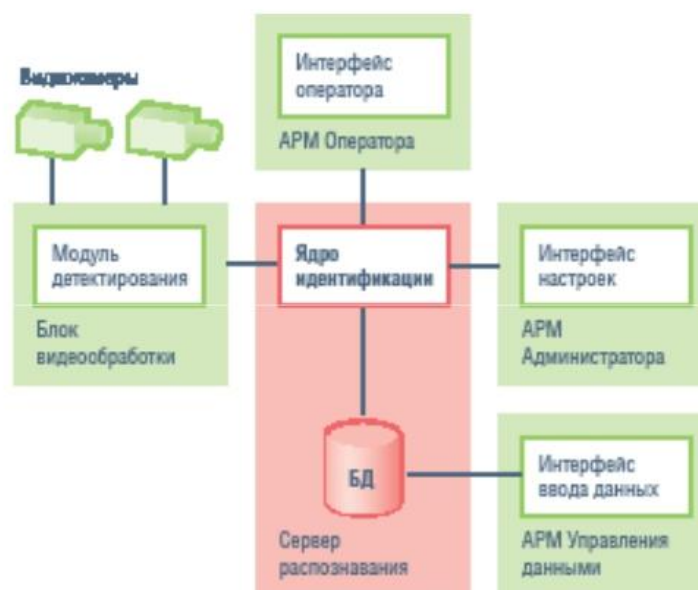 Видеокамеры
Интерфейс
оператора
АРМ Оператора
Модуль
детектирования
Блок
видеообработки
Ядро
идентификации
Интерфейс
настроек
АРМ
Администратора
БД
Сервер
распознавания
Интерфейс
ввода данных
АРМ Управления
данными